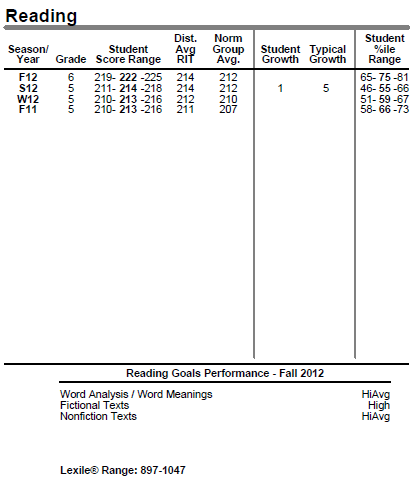 Reading
Season/ Year Grade Student Score Range Dist. Avg RIT Norm Group Avg. Student Growth Typical Growth Student %ile Range
F12 6 219- 222 -225 214 212 65- 75 -81
S12 5 211- 214 -218 214 212 1 5 46- 55 -66
W12 5 210- 213 -216 212 210 51- 59 -67
F11 5 210- 213 -216 211 207 58- 66 -73
Reading Goals Performance - Fall 2012
Word Analysis / Word Meanings HiAvg
Fictional Texts High
Nonfiction Texts HiAvg
Lexile® Range: 897-1047